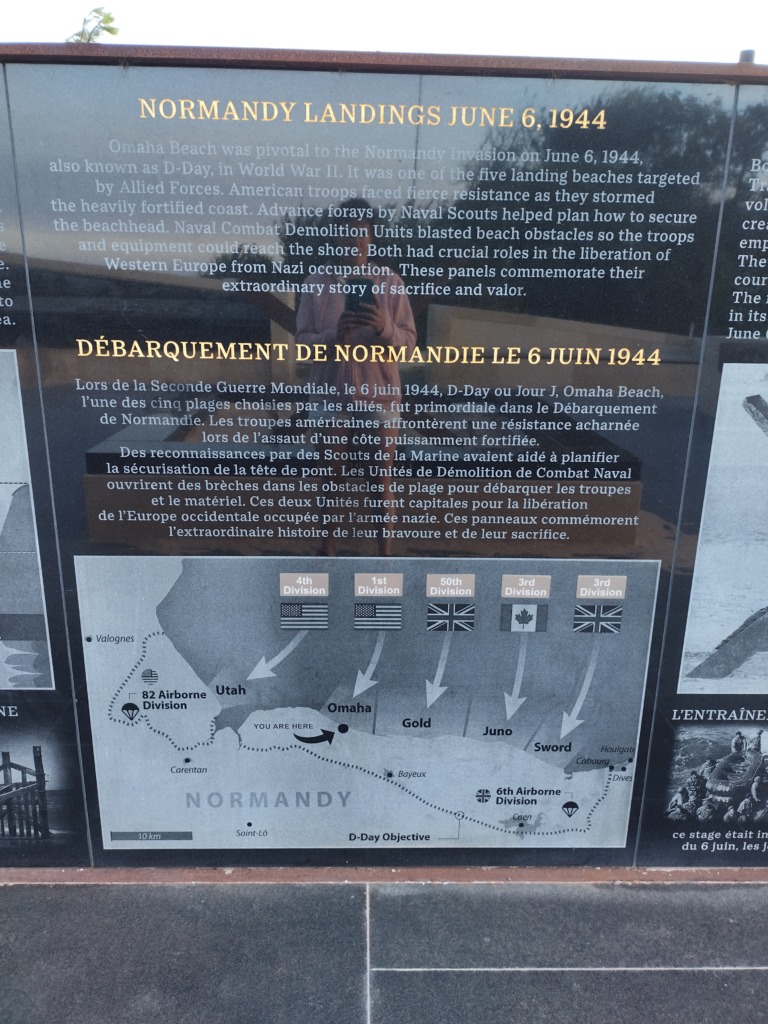 NORMANDY LANDINGS JUNE 6, 1944
Omaha Beach was pivotal to the Normandy Invasion on June 6, 1944,
also known as D-Day, in World War II. It was one of the five landing beaches targeted
by Allied Forces. American troops faced fierce resistance as they stormed
the heavily fortified coast. Advance forays by Naval Scouts helped plan how to secure
the beachhead. Naval Combat Demolition Units blasted beach obstacles so the troops
and equipment could reach the shore. Both had crucial roles in the liberation of
Western Europe from Nazi occupation. These panels commemorate their
extraordinary story of sacrifice and valor.
DÉBARQUEMENT DE NORMANDIE LE 6 JUIN 1944
Lors de la Seconde Guerre Mondiale, le 6 juin 1944, D-Day ou Jour J, Omaha Beach,
l'une des cinq plages choisies par les alliés, fut primordiale dans le Débarquement
de Normandie. Les troupes américaines affrontèrent une résistance acharnée
lors de l'assaut d'une côte puissamment fortifiée.
Des reconnaissances par des Scouts de la Marine avaient aidé à planifier
la sécurisation de la tête de pont. Les Unités de Démolition de Combat Naval
ouvrirent des brèches dans les obstacles de plage pour débarquer les troupes
et le matériel. Ces deux Unités furent capitales pour la libération
de l'Europe occidentale occupée par l'armée nazie. Ces panneaux commémorent
l'extraordinaire histoire de leur bravoure et de leur sacrifice.
4th Division
1st Division
50th Division
3rd Division
3rd Division
Valognes
82 Airborne
Division
Utah
Omaha
YOU ARE HERE
Gold
Juno
Sword
Houlgate
Cabourg
Dives
Carentan
Bayeux
NORMANDY
6th Airborne
Division
Caen
10 km
Saint-Lô
D-Day Objective
vol
crea
emp
The
cour
The
in its
June
L'ENTRAÎNE
ce stage était in
du 6 juin, les j
NE
to
ea.